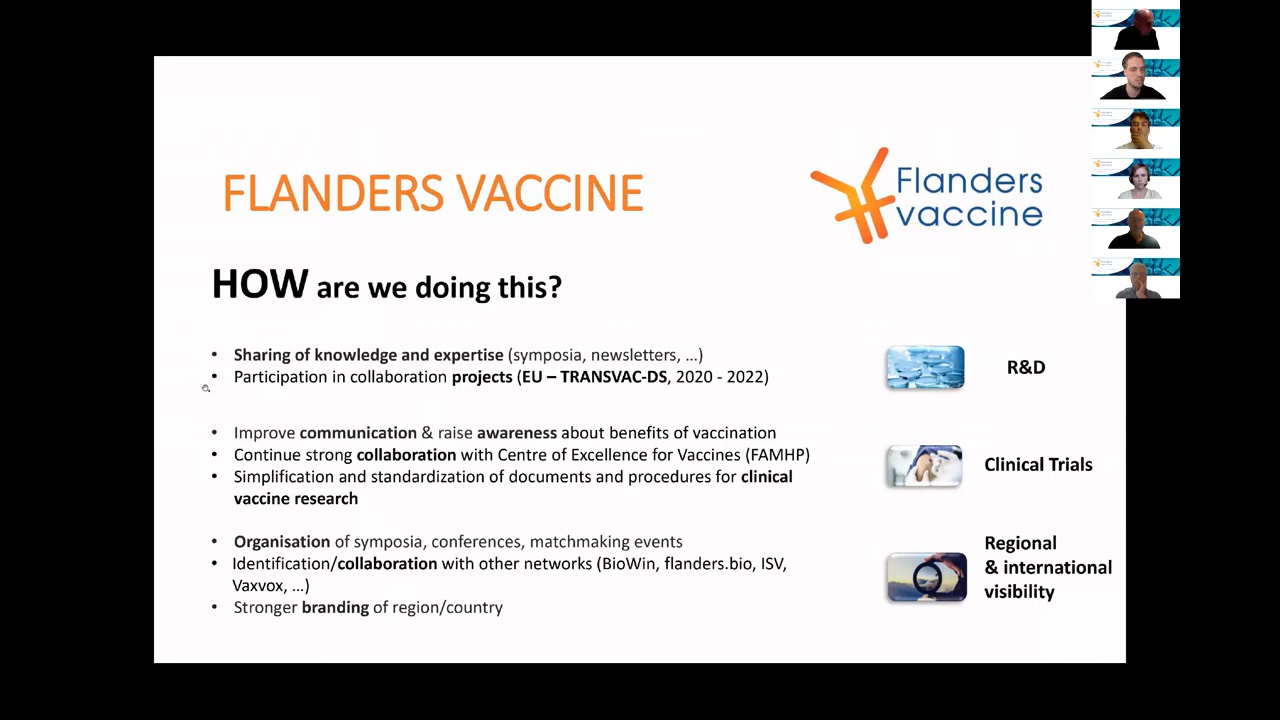 FLANDERS VACCINE
Flanders
vaccine
HOW are we doing this?
• Sharing of knowledge and expertise (symposia, newsletters, …)
• Participation in collaboration projects (EU – TRANSVAC-DS, 2020 - 2022)
R&D
• Improve communication & raise awareness about benefits of vaccination
• Continue strong collaboration with Centre of Excellence for Vaccines (FAMHP)
• Simplification and standardization of documents and procedures for clinical
vaccine research
Clinical Trials
• Organisation of symposia, conferences, matchmaking events
• Identification/collaboration with other networks (BioWin, flanders.bio, ISV,
Vaxvox, …)
• Stronger branding of region/country
Regional
& international
visibility